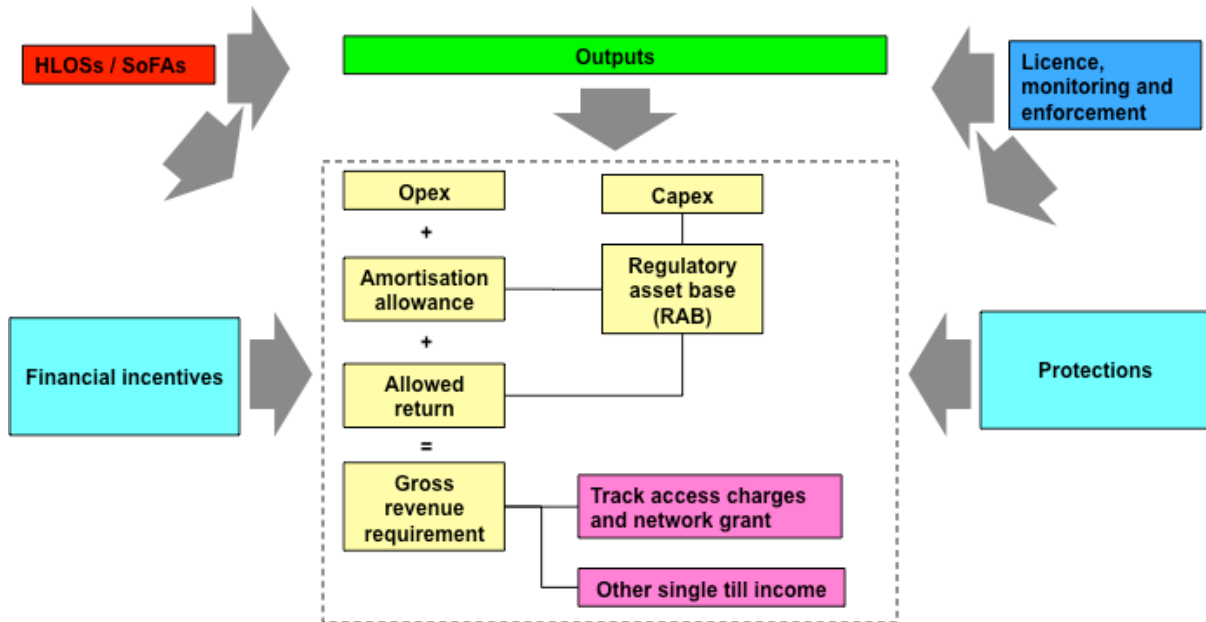 HLOSs / SoFAs
Outputs
Licence,
monitoring and
enforcement
Opex
Capex
+
Amortisation
allowance
Regulatory
asset base
(RAB)
+
Financial incentives
Allowed
return
Protections
=
Gross
revenue
requirement
Track access charges
and network grant
Other single till income